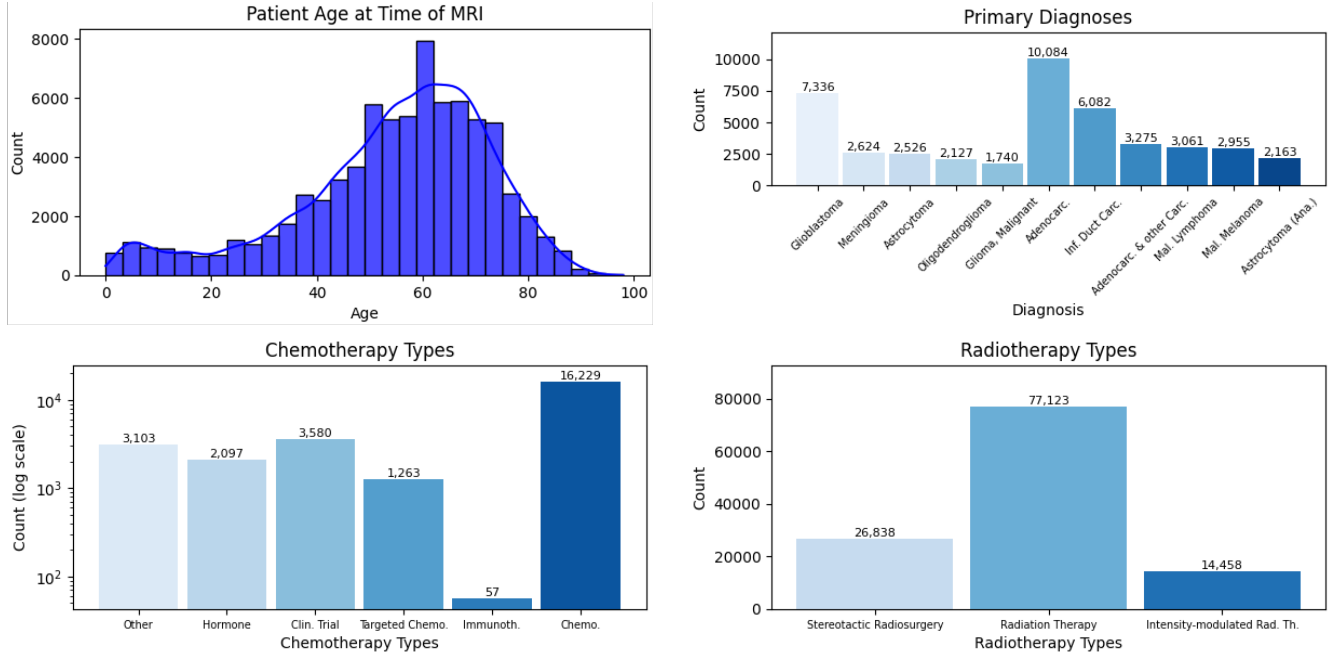 Patient Age at Time of MRI
8000
6000
4000
2000
0
Count
0 20 40 60 80 100
Age
Primary Diagnoses
10000
7500
5000
2500
0
Count
7,336
2,624
2,526
2,127
1,740
10,084
6,082
3,275
3,061
2,955
2,163
Glioblastoma
Meningioma
Astrocytoma
Oligodendroglioma
Glioma, Malignant
Adenocarc.
Inf. Duct Carc.
Adenocarc. & other Carc.
Mal. Lymphoma
Mal. Melanoma
Astrocytoma (Ana.)
Diagnosis
Chemotherapy Types
10⁴
10³
10²
Count (log scale)
3,103
2,097
3,580
1,263
57
16,229
Other Hormone Clin. Trial Targeted Chemo. Immunoth. Chemo.
Chemotherapy Types
Radiotherapy Types
80000
60000
40000
20000
0
Count
26,838
77,123
14,458
Stereotactic Radiosurgery Radiation Therapy Intensity-modulated Rad. Th.
Radiotherapy Types